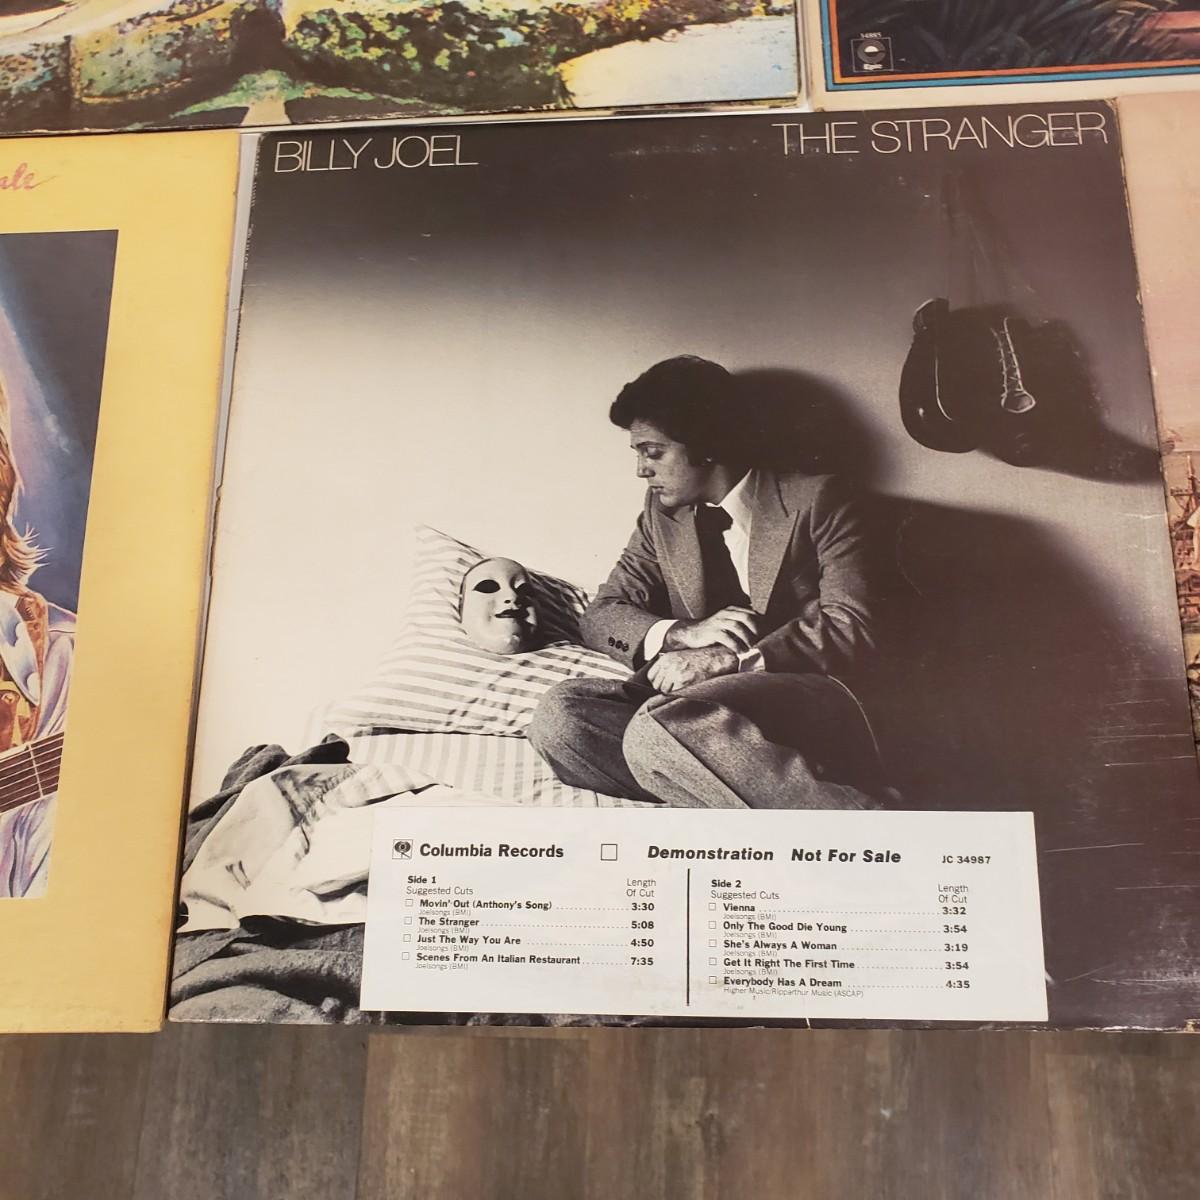 34885
Epic
BILLY JOEL
THE STRANGER
Columbia Records
Demonstration Not For Sale
JC 34987
Side 1
Suggested Cuts
Length
Of Cut
Movin' Out (Anthony's Song) 3:30
Joelsongs (BMI)
The Stranger 5:08
Joelsongs (BMI)
Just The Way You Are 4:50
Joelsongs (BMI)
Scenes From An Italian Restaurant 7:35
Joelsongs (BMI)
Side 2
Suggested Cuts
Length
Of Cut
Vienna 3:32
Joelsongs (BMI)
Only The Good Die Young 3:54
Joelsongs (BMI)
She's Always A Woman 3:19
Joelsongs (BMI)
Get It Right The First Time 3:54
Joelsongs (BMI)
Everybody Has A Dream 4:35
Higher Music/Ripparthur Music (ASCAP)